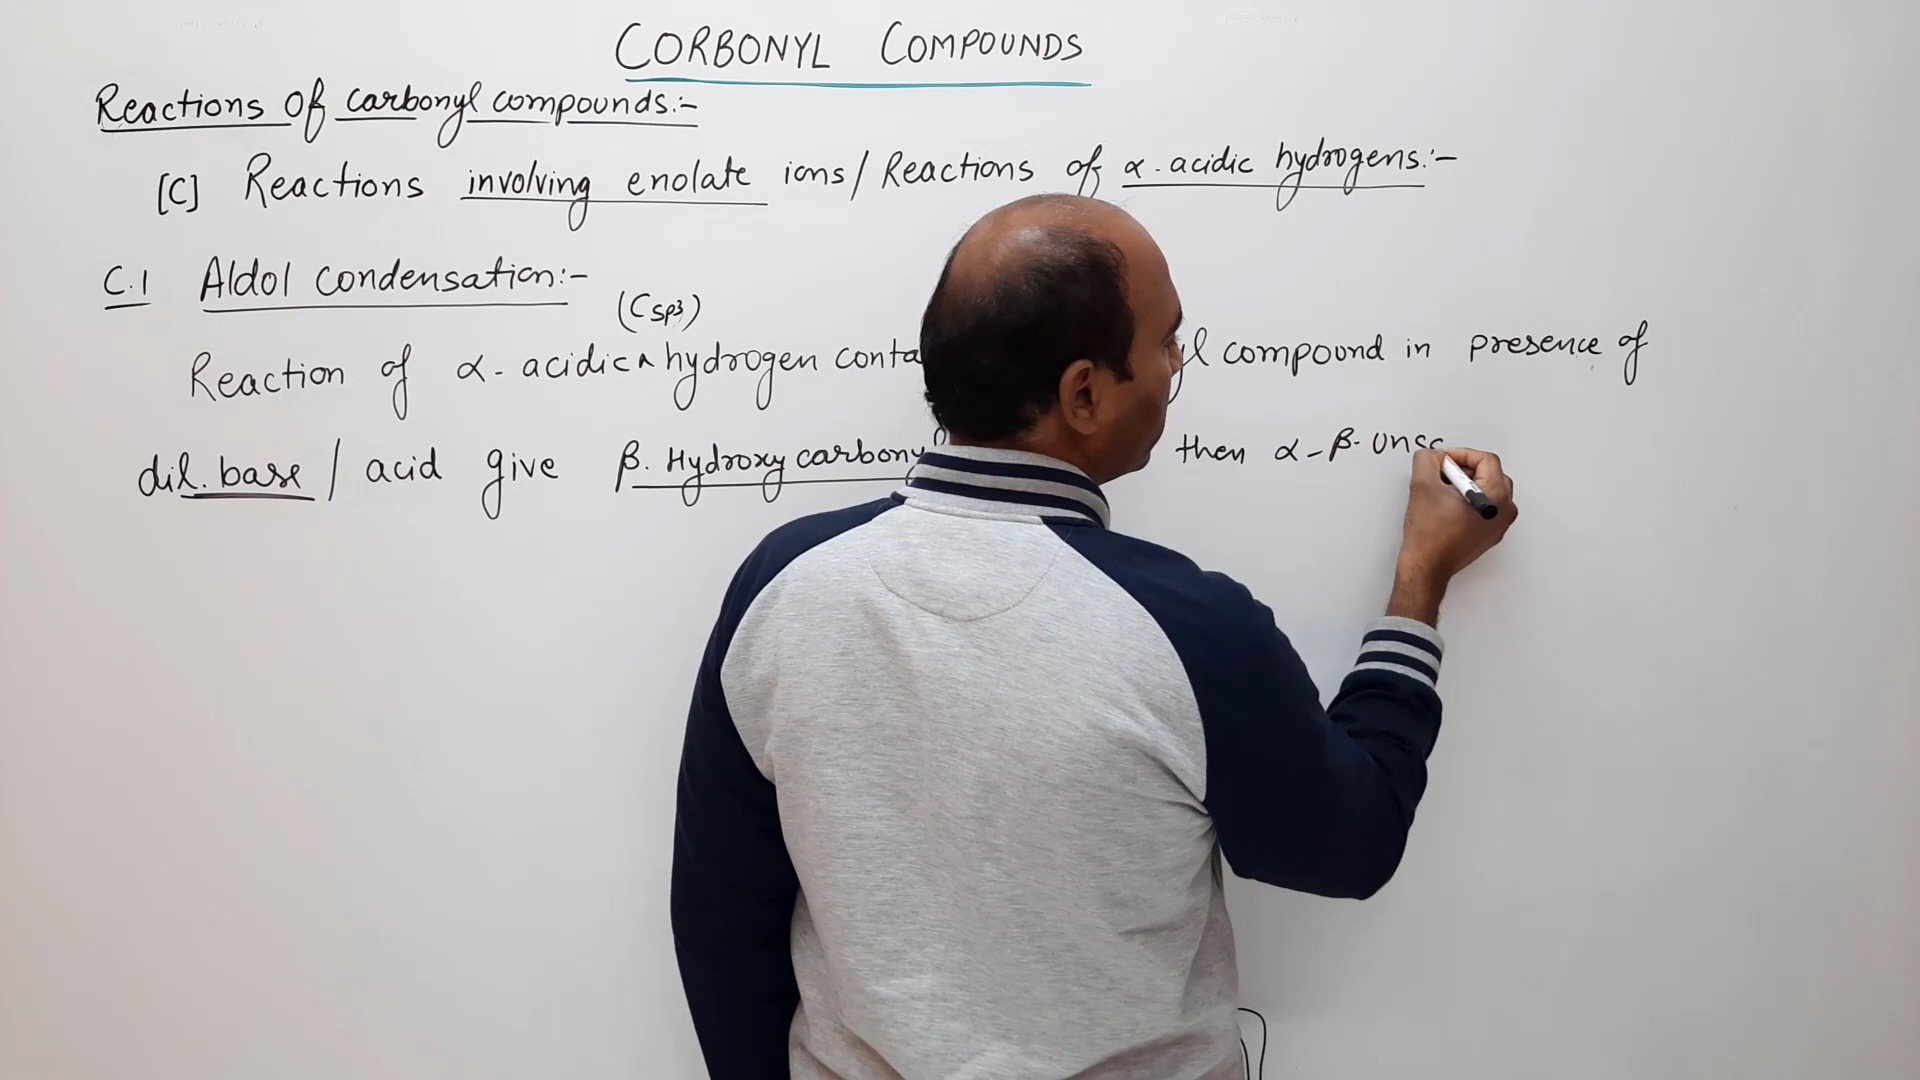 CORBONYL COMPOUNDS
Reactions of carbonyl compounds:-
[C] Reactions involving enolate ions/Reactions of α-acidic hydrogens:-
C.1 Aldol condensation:-
(Csp3)
Reaction of α-acidic ʌ hydrogen conta yl compound in presence of
dil. base / acid give β. Hydroxy carbony then α-β-unsa